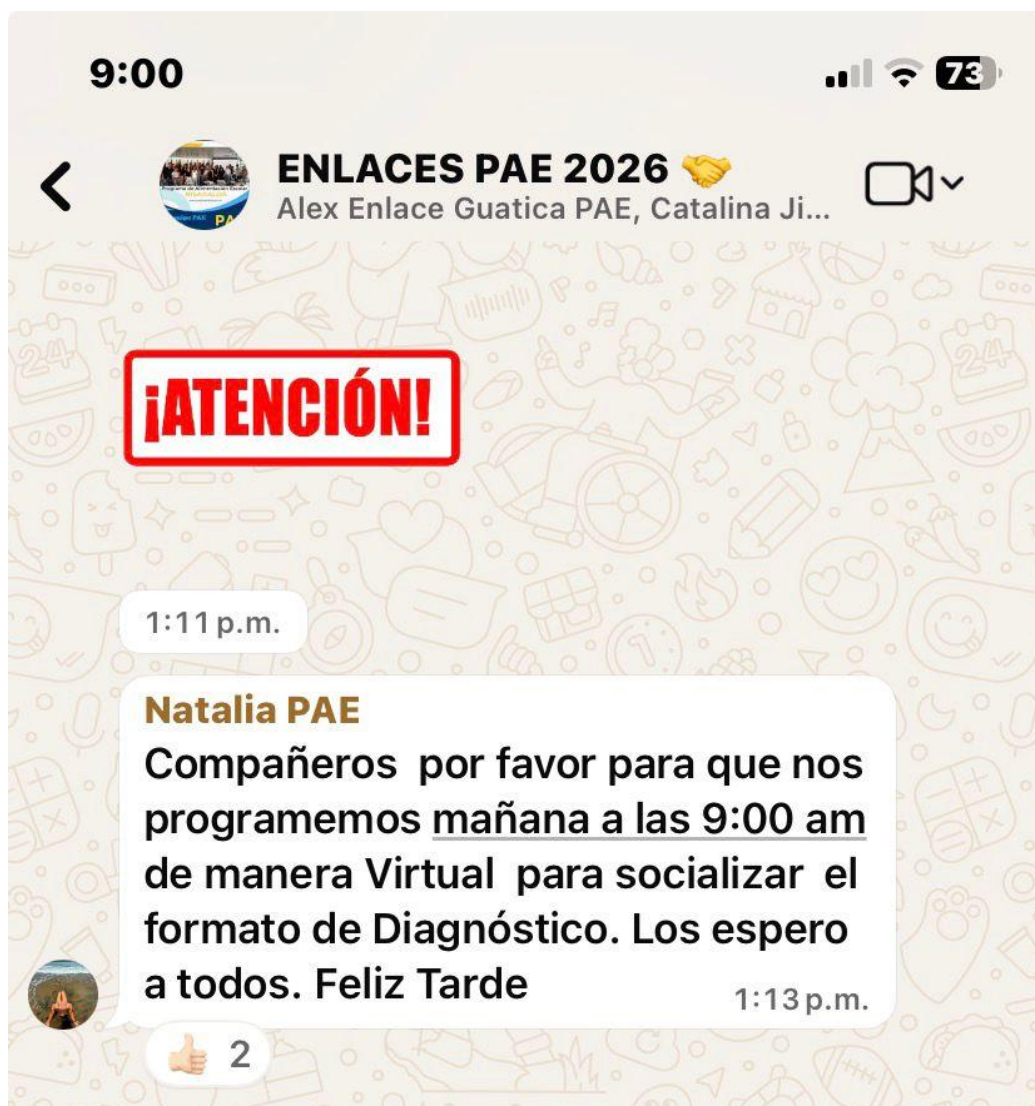 9:00
73
ENLACES PAE 2026
Alex Enlace Guatica PAE, Catalina Ji...
¡ATENCIÓN!
1:11 p.m.
Natalia PAE
Compañeros por favor para que nos
programemos mañana a las 9:00 am
de manera Virtual para socializar el
formato de Diagnóstico. Los espero
a todos. Feliz Tarde
1:13 p.m.
2